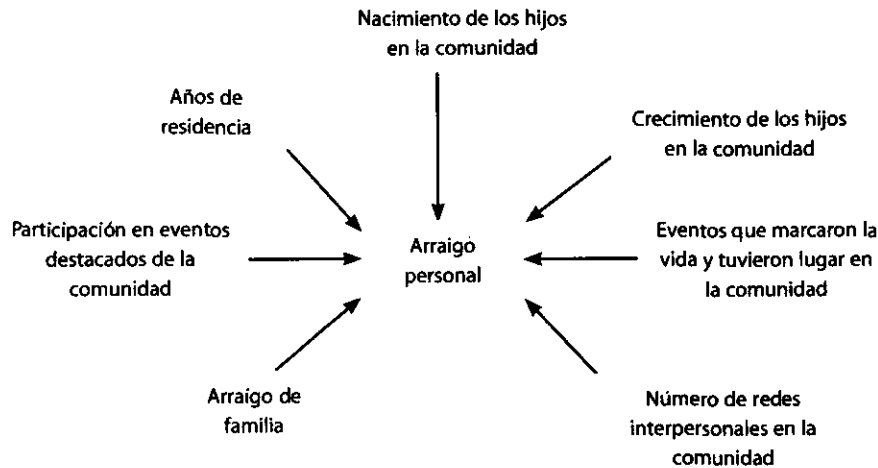 Nacimiento de los hijos
en la comunidad
Años de
residencia
Crecimiento de los hijos
en la comunidad
Participación en eventos
destacados de la
comunidad
Arraigo
personal
Eventos que marcaron la
vida y tuvieron lugar en
la comunidad
Arraigo de
familia
Número de redes
interpersonales en la
comunidad